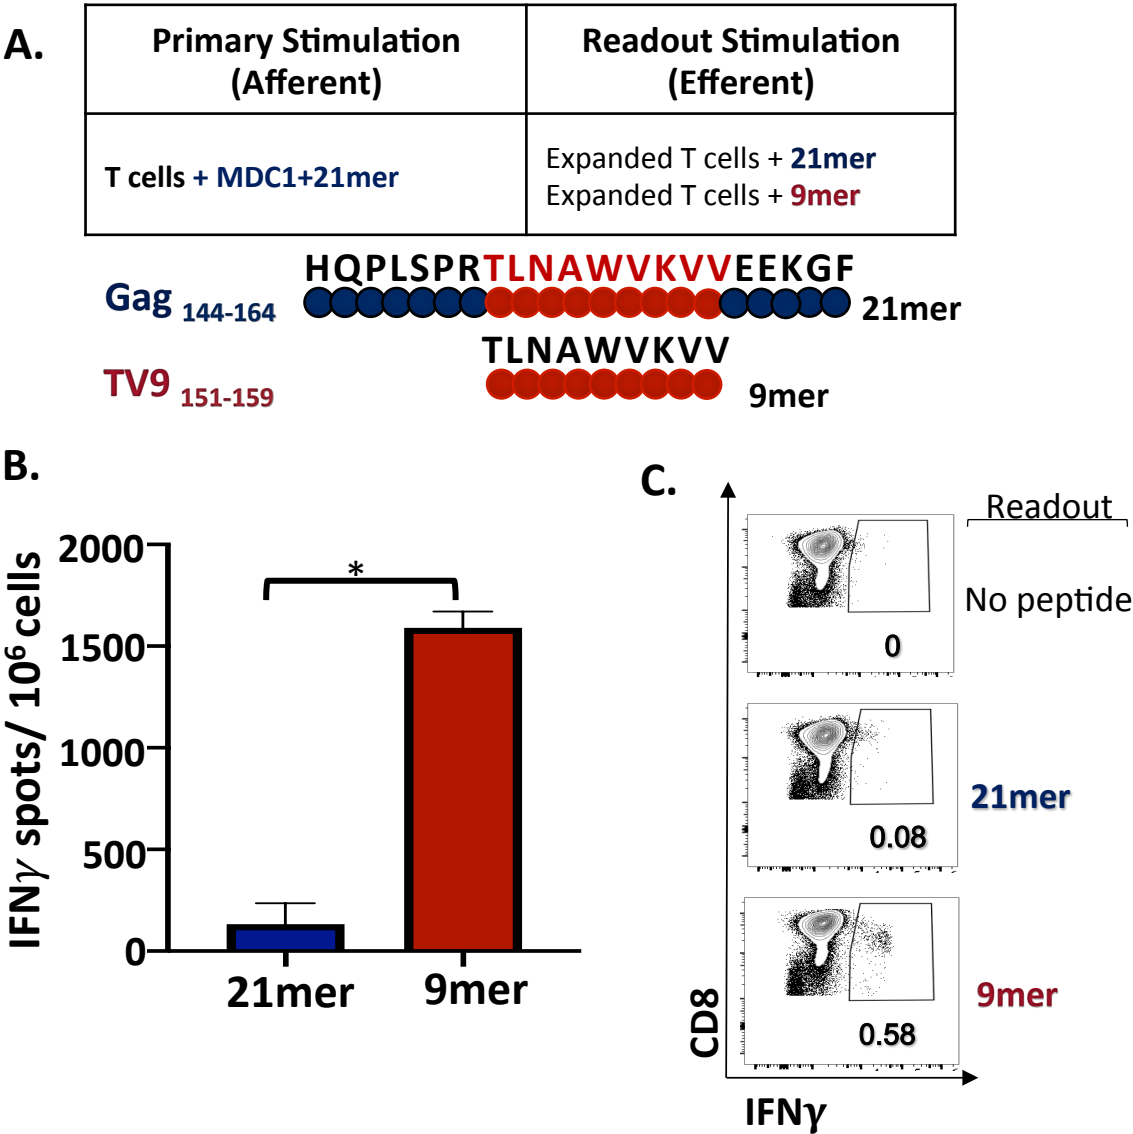 A.
Primary Stimulation
(Afferent)
Readout Stimulation
(Efferent)
T cells + MDC1+21mer
Expanded T cells + 21mer
Expanded T cells + 9mer
HQPLSPRTLNAWVKVVEEKGF
Gag 144-164
21mer
TLNAWVKVV
TV9 151-159
9mer
B.
IFNγ spots/ 10⁶ cells
2000
1500
1000
500
0
*
21mer
9mer
C.
Readout
No peptide
0
21mer
0.08
9mer
0.58
CD8
IFNγ